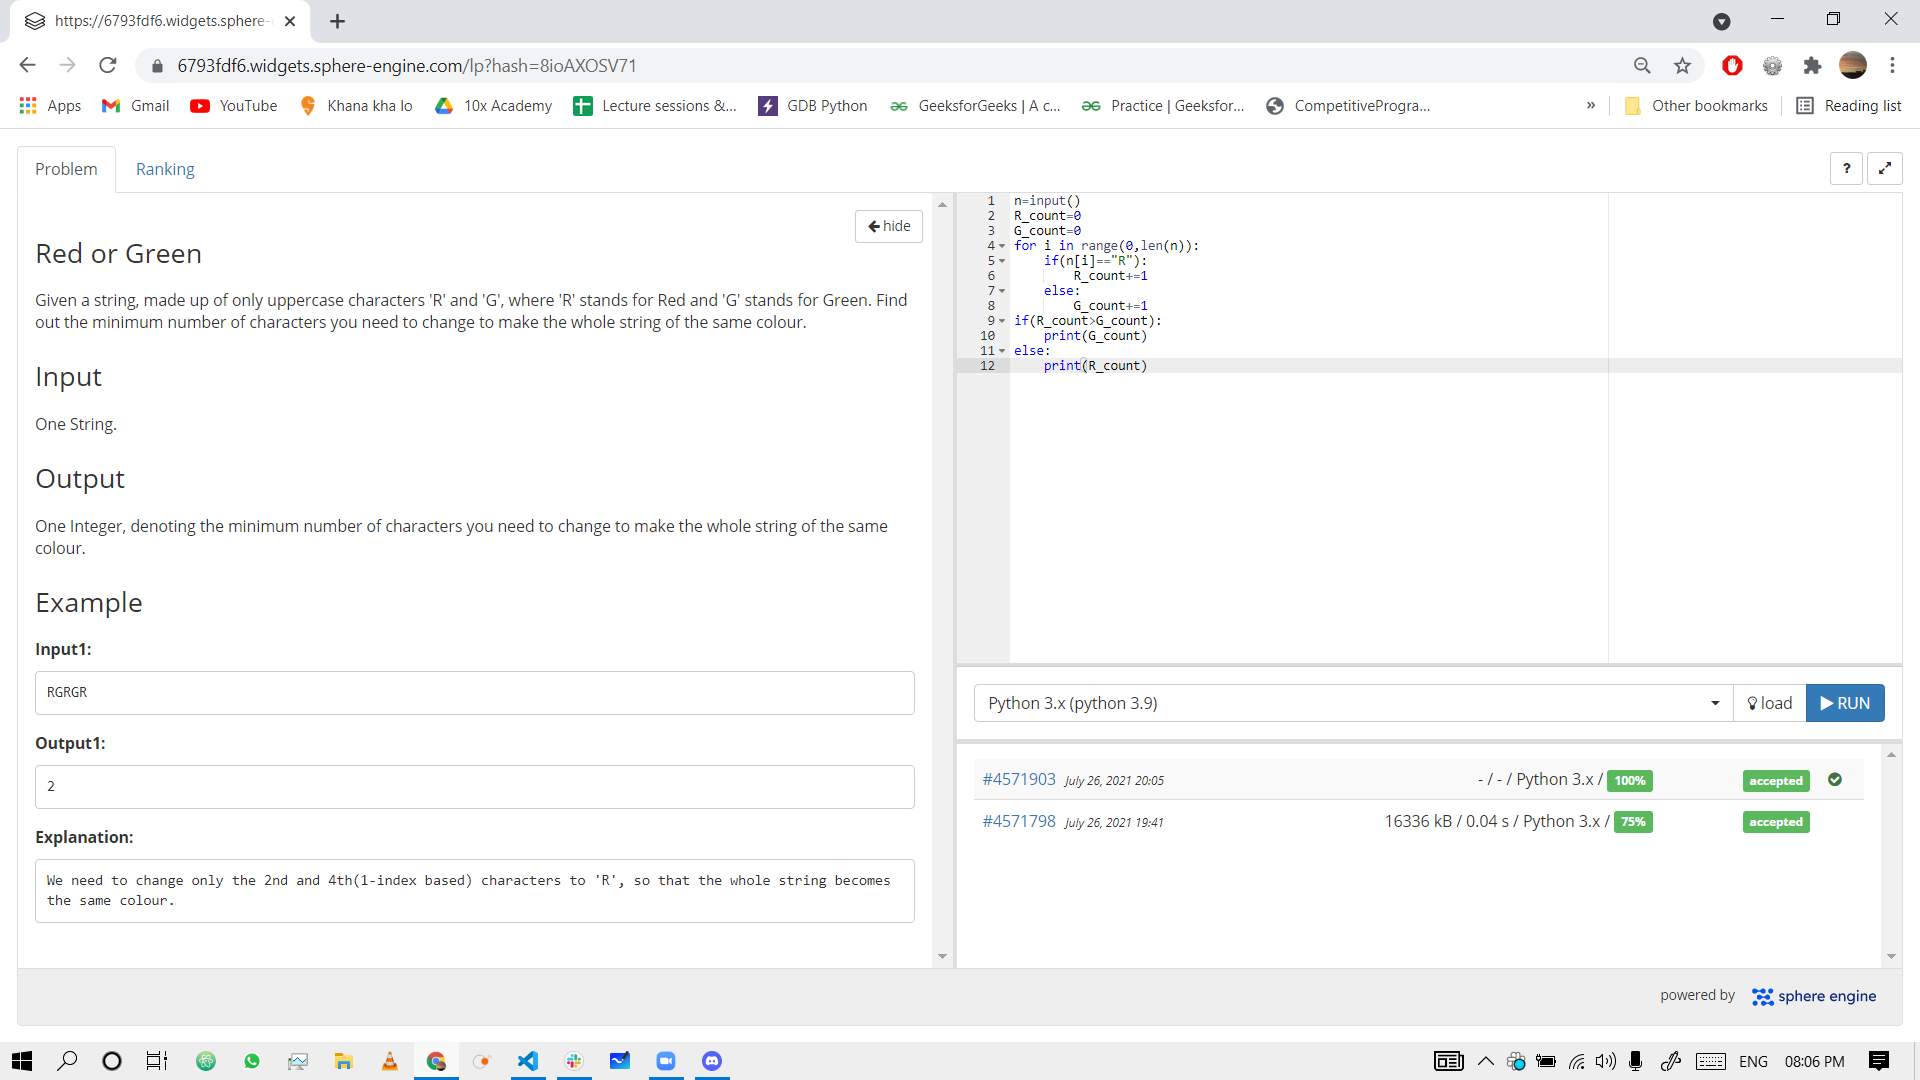 https://6793fdf6.widgets.sphere-
6793fdf6.widgets.sphere-engine.com/lp?hash=8ioAXOSV71
Apps Gmail YouTube Khana kha lo 10x Academy Lecture sessions &... GDB Python GeeksforGeeks | A c... Practice | Geeksfor... CompetitiveProgra... » Other bookmarks Reading list
Problem Ranking ?
hide
Red or Green
Given a string, made up of only uppercase characters 'R' and 'G', where 'R' stands for Red and 'G' stands for Green. Find
out the minimum number of characters you need to change to make the whole string of the same colour.
Input
One String.
Output
One Integer, denoting the minimum number of characters you need to change to make the whole string of the same
colour.
Example
Input1:
RGRGR
Output1:
2
Explanation:
We need to change only the 2nd and 4th(1-index based) characters to 'R', so that the whole string becomes
the same colour.
1 n=input()
2 R_count=0
3 G_count=0
4 for i in range(0,len(n)):
5     if(n[i]=="R"):
6         R_count+=1
7     else:
8         G_count+=1
9 if(R_count>G_count):
10     print(G_count)
11 else:
12     print(R_count)
Python 3.x (python 3.9) load RUN
#4571903 July 26, 2021 20:05 - / - / Python 3.x / 100% accepted
#4571798 July 26, 2021 19:41 16336 kB / 0.04 s / Python 3.x / 75% accepted
powered by sphere engine
ENG 08:06 PM